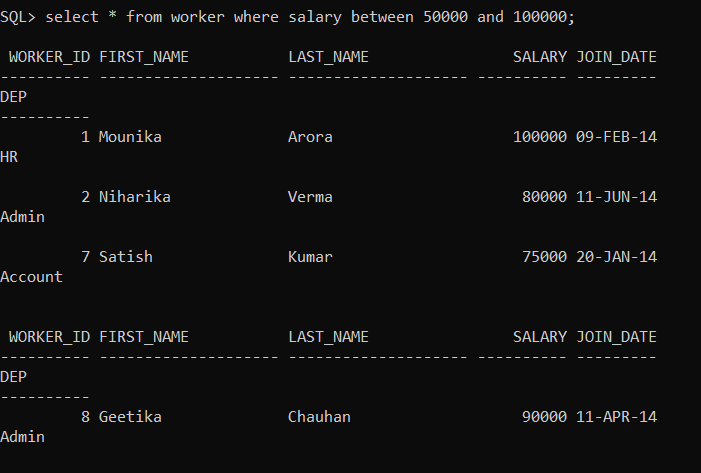 SQL> select * from worker where salary between 50000 and 100000;
 WORKER_ID FIRST_NAME           LAST_NAME                SALARY JOIN_DATE
---------- -------------------- -------------------- ---------- ---------
DEP
----------
         1 Mounika              Arora                    100000 09-FEB-14
HR
         2 Niharika             Verma                     80000 11-JUN-14
Admin
         7 Satish               Kumar                     75000 20-JAN-14
Account
 WORKER_ID FIRST_NAME           LAST_NAME                SALARY JOIN_DATE
---------- -------------------- -------------------- ---------- ---------
DEP
----------
         8 Geetika              Chauhan                   90000 11-APR-14
Admin